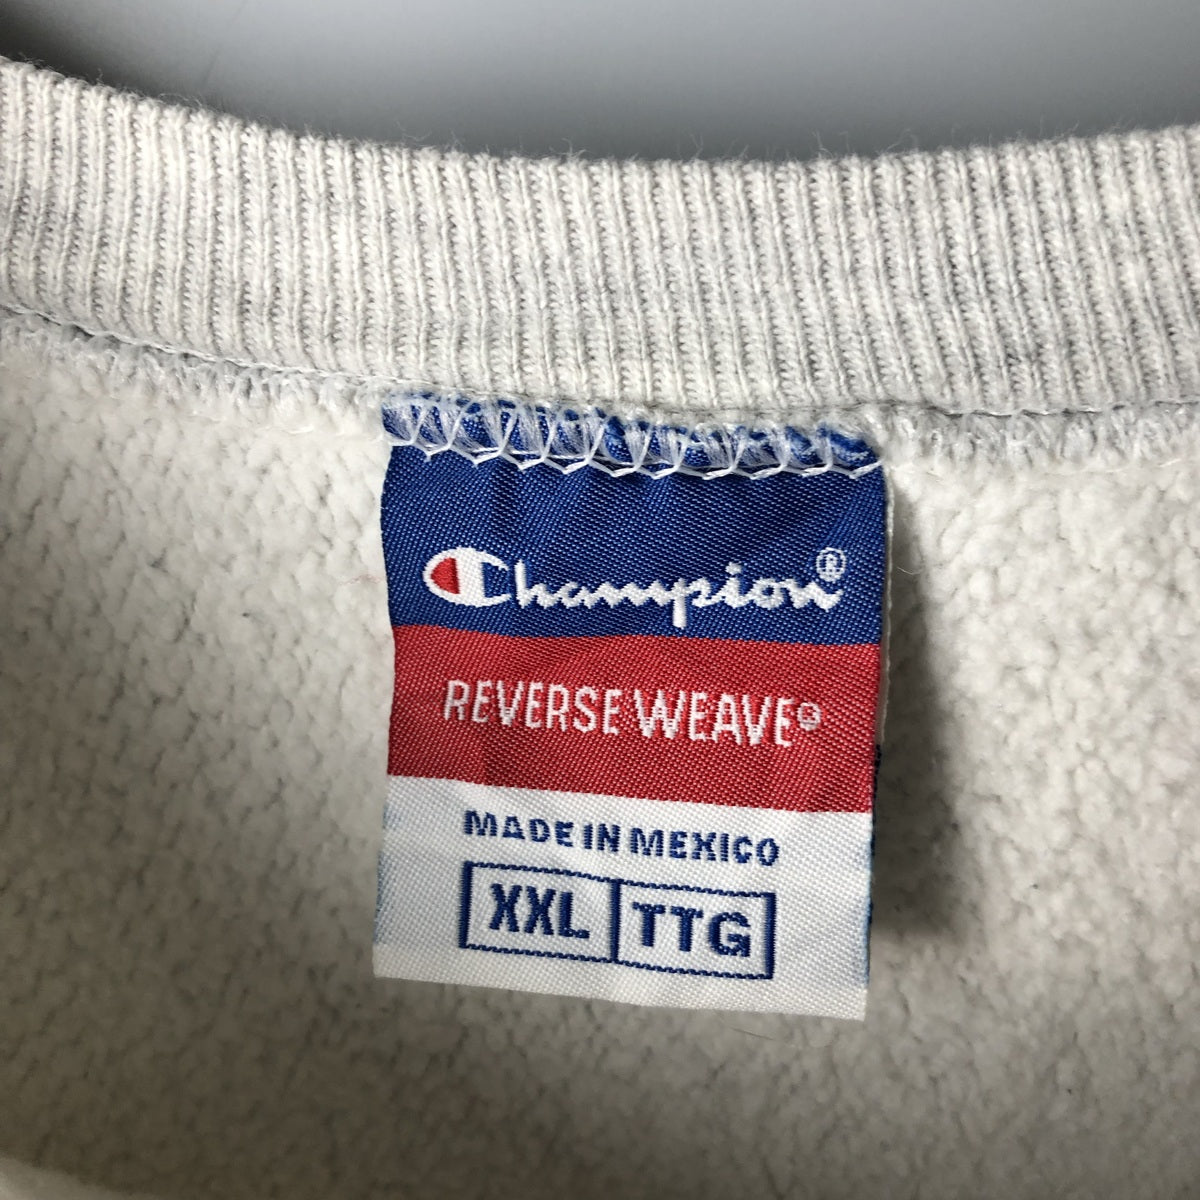 Champion®
REVERSE WEAVE®
MADE IN MEXICO
XXL TTG